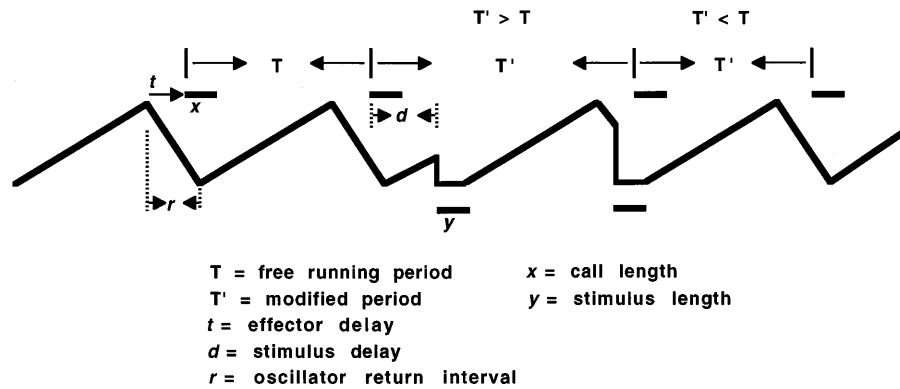 T' > T
T' < T
T
T'
T'
t
x
d
r
y
T = free running period
T' = modified period
t = effector delay
d = stimulus delay
r = oscillator return interval
x = call length
y = stimulus length